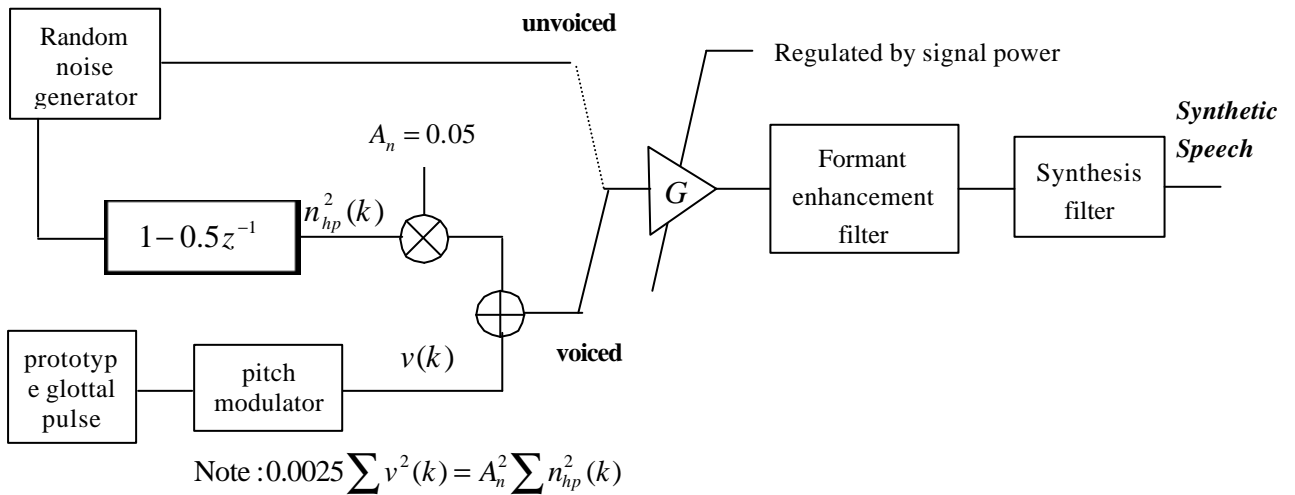 Random
noise
generator
unvoiced
Regulated by signal power
A_n = 0.05
G
Formant
enhancement
filter
Synthesis
filter
Synthetic
Speech
1 − 0.5z^{-1}
n_{hp}^2(k)
prototyp
e glottal
pulse
pitch
modulator
v(k)
voiced
Note : 0.0025 ∑ v^2(k) = A_n^2 ∑ n_{hp}^2(k)